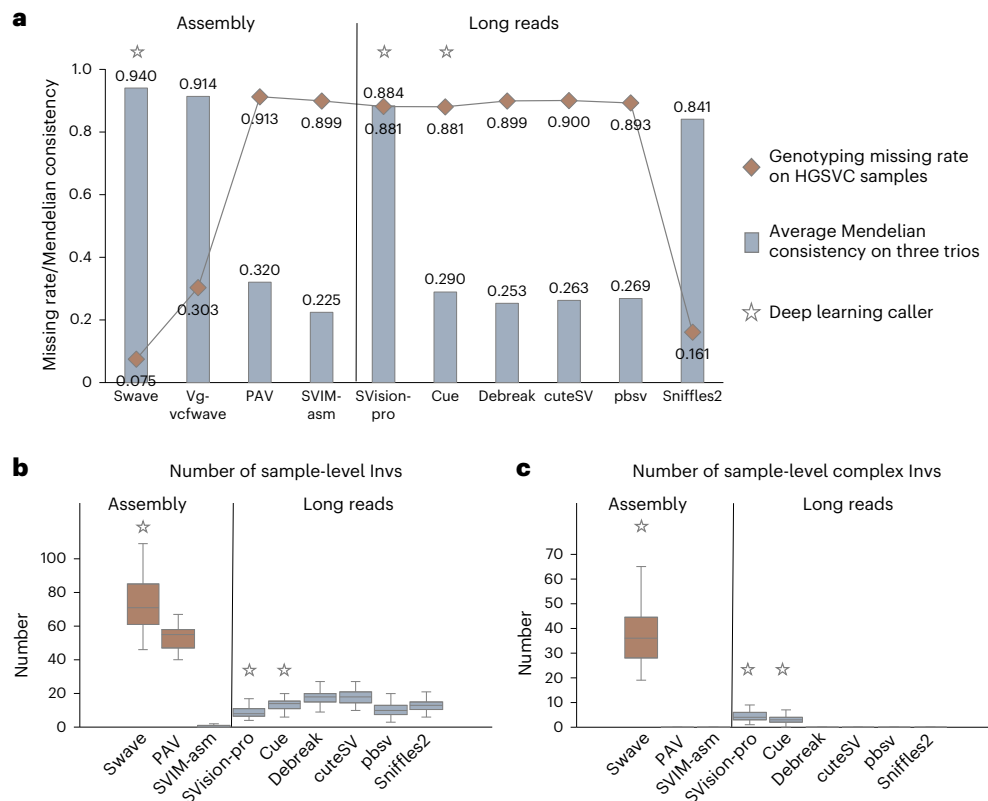 a
Assembly
Long reads
Missing rate/Mendelian consistency
1.0
0.8
0.6
0.4
0.2
0
0.940
0.914
0.913
0.899
0.884
0.881
0.881
0.899
0.900
0.893
0.841
0.320
0.225
0.290
0.253
0.263
0.269
0.303
0.075
0.161
Swave
Vg-
vcfwave
PAV
SVIM-
asm
SVision-
pro
Cue
Debreak
cuteSV
pbsv
Sniffles2
Genotyping missing rate
on HGSVC samples
Average Mendelian
consistency on three trios
Deep learning caller
b
Number of sample-level Invs
Assembly
Long reads
Number
100
80
60
40
20
0
Swave
PAV
SVIM-asm
SVision-pro
Cue
Debreak
cuteSV
pbsv
Sniffles2
c
Number of sample-level complex Invs
Assembly
Long reads
Number
70
60
50
40
30
20
10
0
Swave
PAV
SVIM-asm
SVision-pro
Cue
Debreak
cuteSV
pbsv
Sniffles2